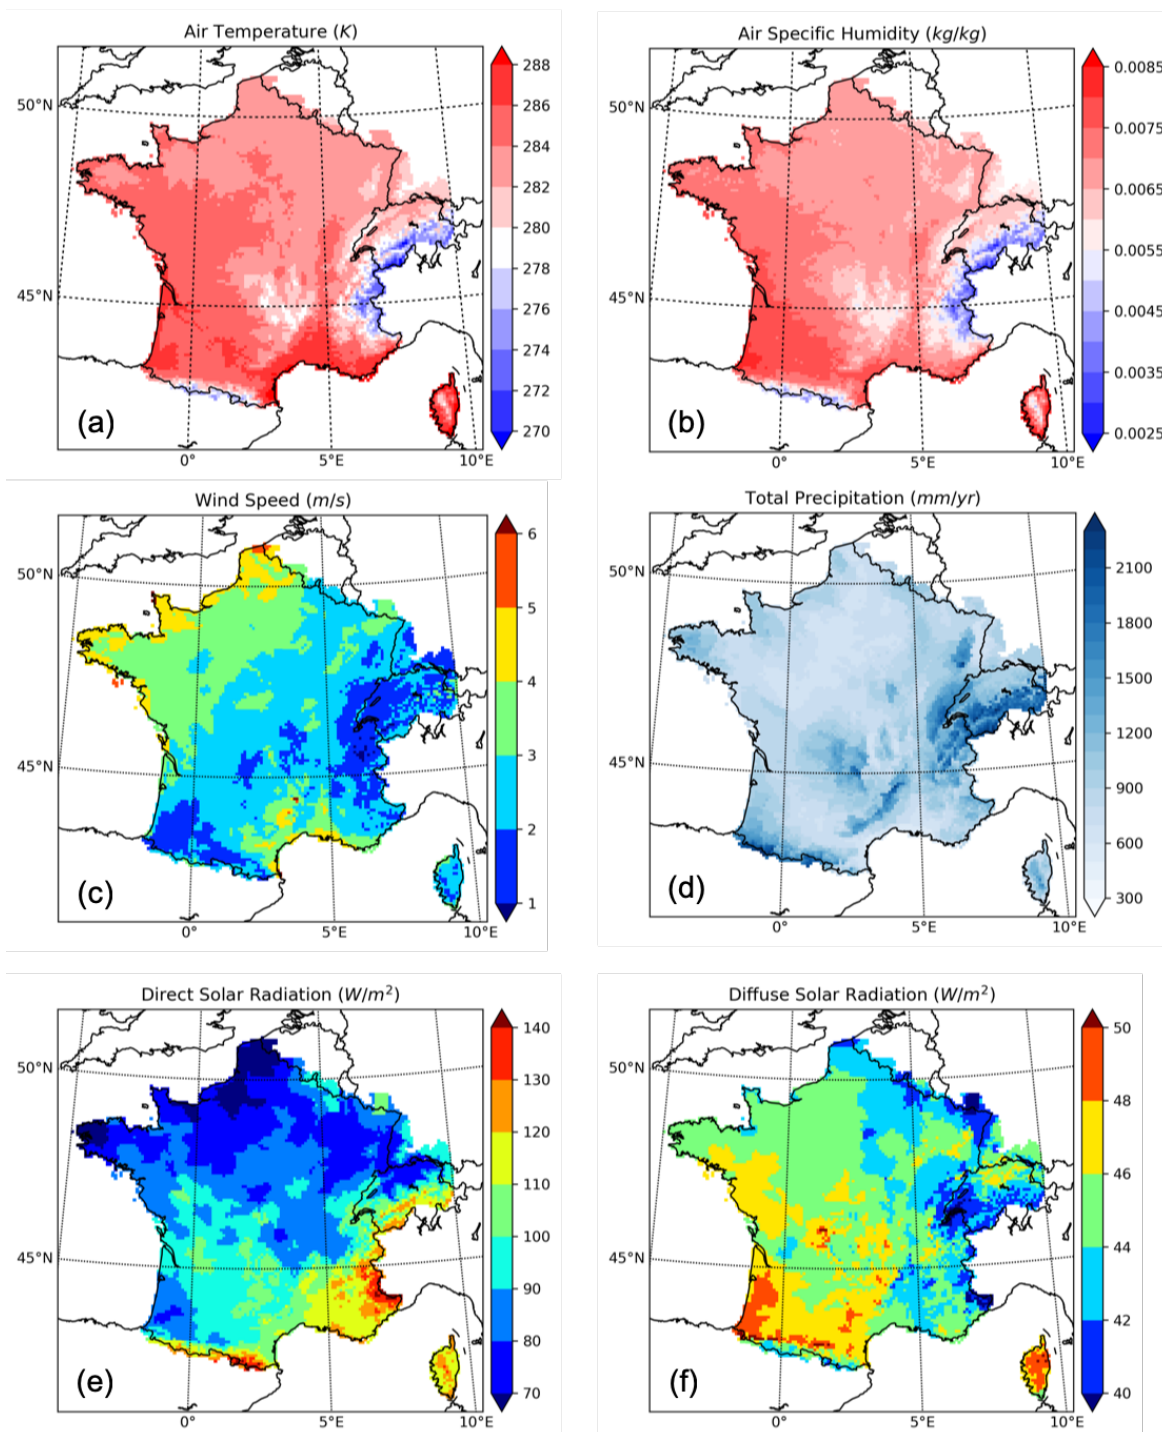 Air Temperature (K)
50°N
45°N
0°
5°E
10°E
288
286
284
282
280
278
276
274
272
270
(a)
Air Specific Humidity (kg/kg)
50°N
45°N
0°
5°E
10°E
0.0085
0.0075
0.0065
0.0055
0.0045
0.0035
0.0025
(b)
Wind Speed (m/s)
50°N
45°N
0°
5°E
10°E
6
5
4
3
2
1
(c)
Total Precipitation (mm/yr)
50°N
45°N
0°
5°E
10°E
2100
1800
1500
1200
900
600
300
(d)
Direct Solar Radiation (W/m²)
50°N
45°N
0°
5°E
10°E
140
130
120
110
100
90
80
70
(e)
Diffuse Solar Radiation (W/m²)
50°N
45°N
0°
5°E
10°E
50
48
46
44
42
40
(f)